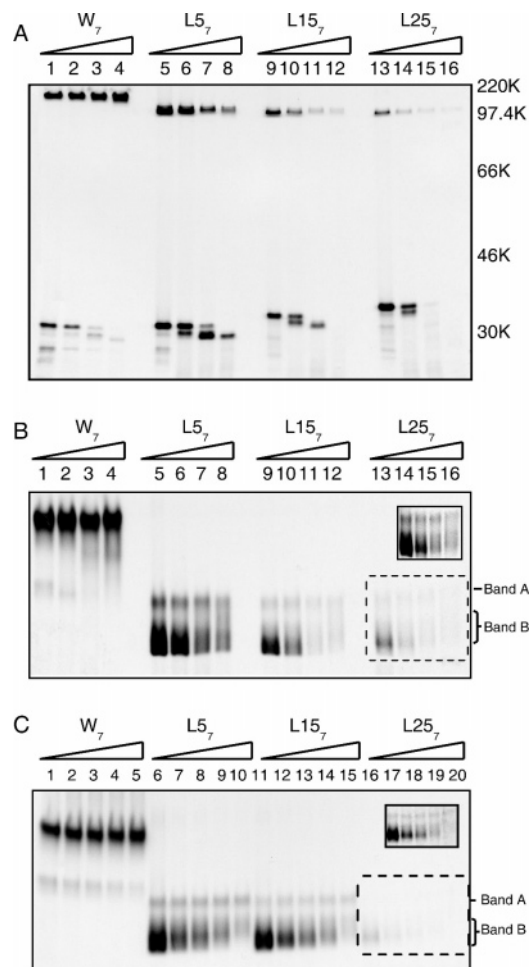 A
W7 L57 L157 L257
1 2 3 4 5 6 7 8 9 10 11 12 13 14 15 16
220K
97.4K
66K
46K
30K
B
W7 L57 L157 L257
1 2 3 4 5 6 7 8 9 10 11 12 13 14 15 16
Band A
Band B
C
W7 L57 L157 L257
1 2 3 4 5 6 7 8 9 10 11 12 13 14 15 16 17 18 19 20
Band A
Band B